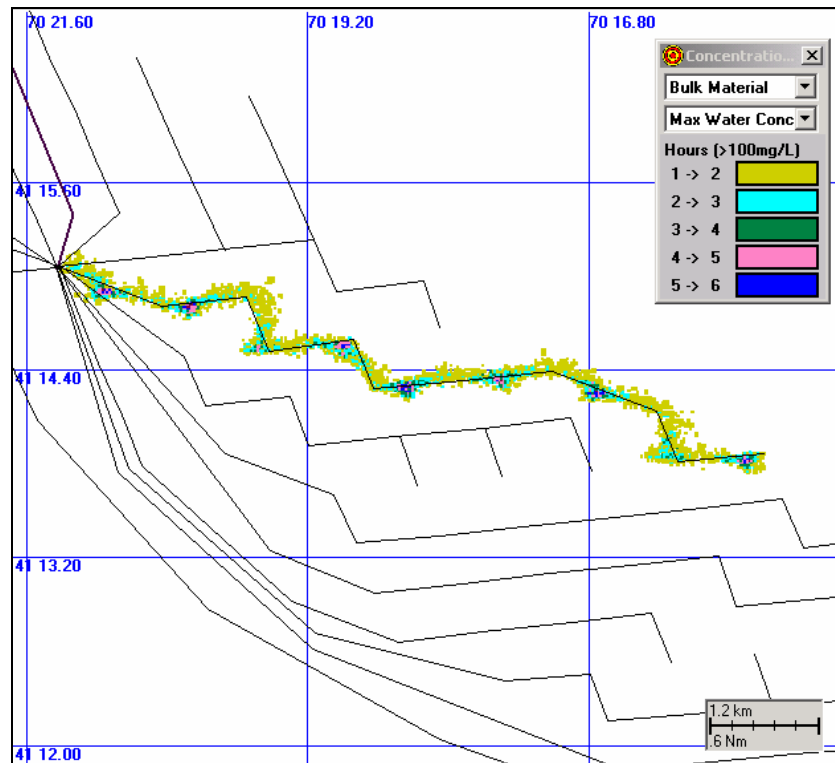 70 21.60
70 19.20
70 16.80
Concentratio...
Bulk Material
Max Water Conc
Hours (>100mg/L)
1 -> 2
2 -> 3
3 -> 4
4 -> 5
5 -> 6
41 15.60
41 14.40
41 13.20
41 12.00
1.2 km
.6 Nm